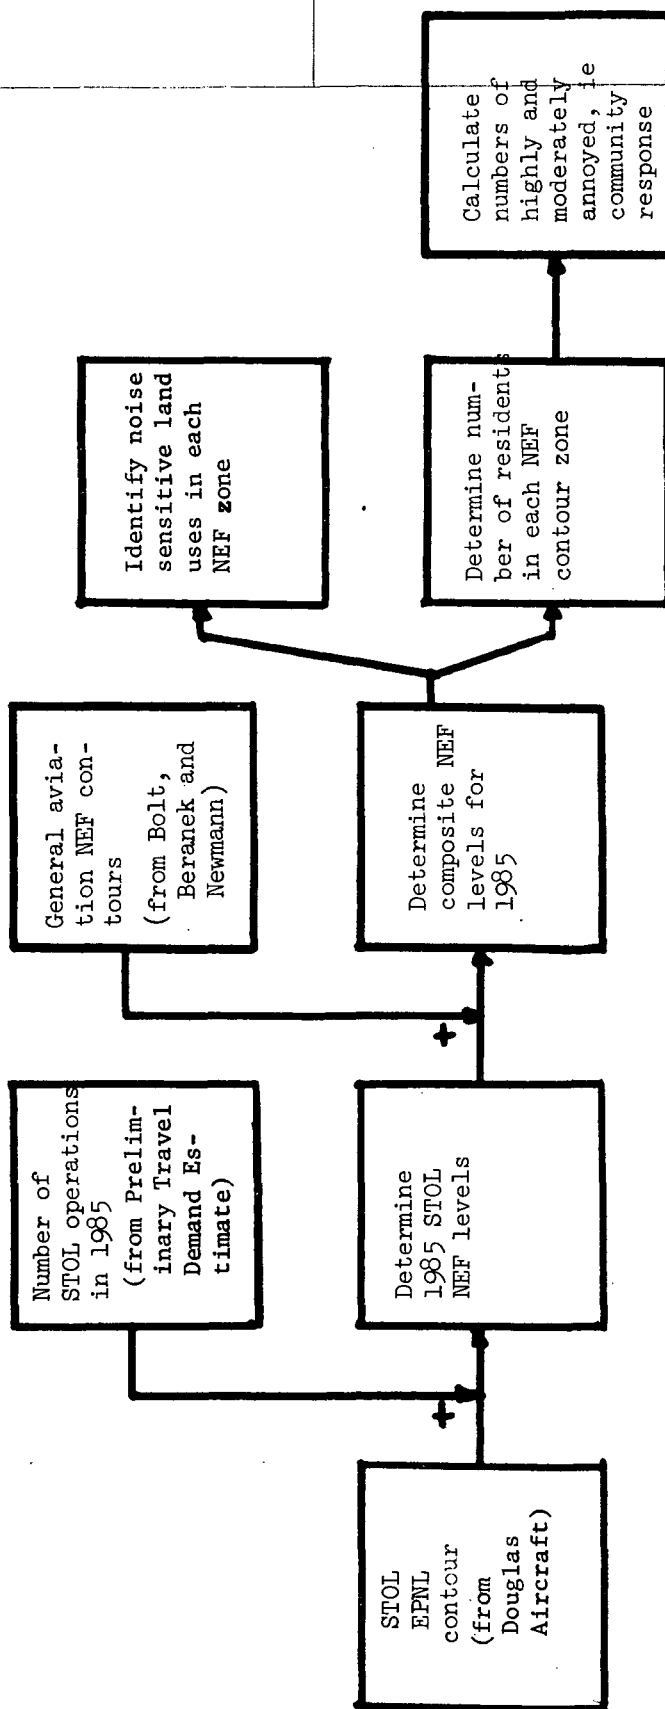 STOL
EPNL
contour
(from
Douglas
Aircraft)
Number of
STOL operations
in 1985
(from Prelim-
inary Travel
Demand Es-
timate)
+
Determine
1985 STOL
NEF levels
General avia-
tion NEF con-
tours
(from Bolt,
Beranek and
Newmann)
+
Determine
composite NEF
levels for
1985
Identify noise
sensitive land
uses in each
NEF zone
Determine num-
ber of residents
in each NEF
contour zone
Calculate
numbers of
highly and
moderately
annoyed, ie
community
response